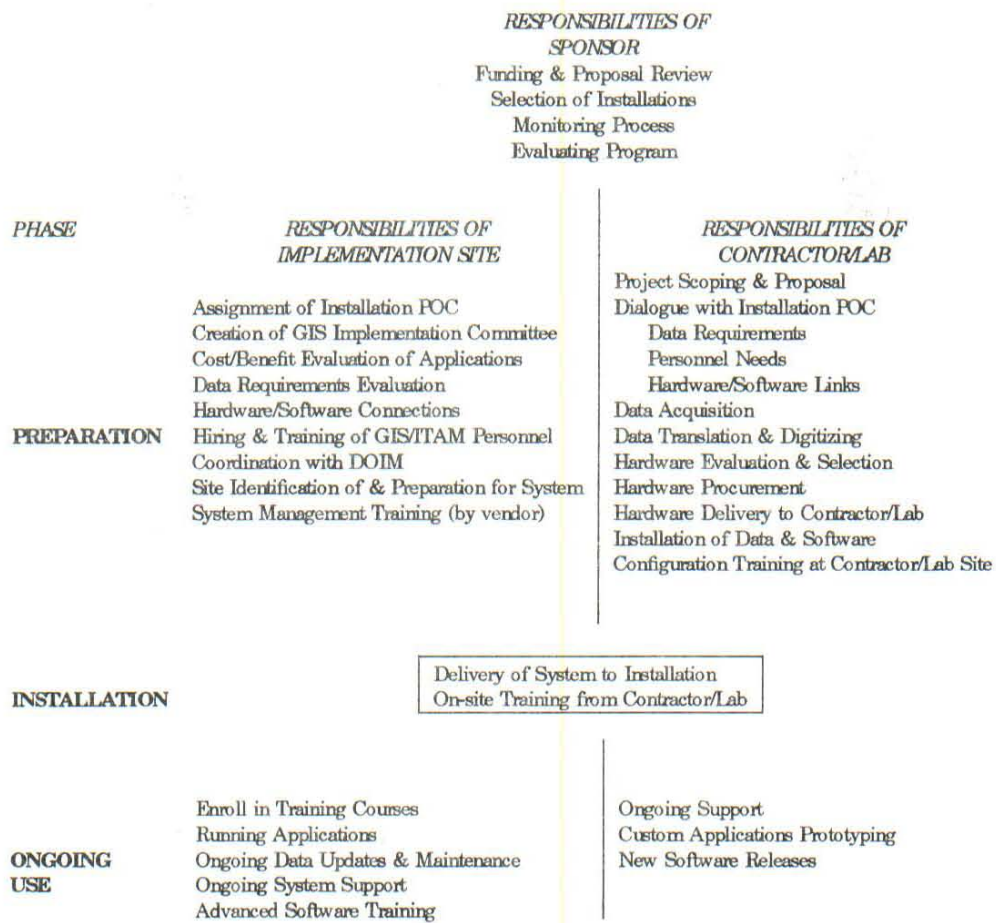 RESPONSIBILITIES OF
SPONSOR
Funding & Proposal Review
Selection of Installations
Monitoring Process
Evaluating Program
PHASE
RESPONSIBILITIES OF
IMPLEMENTATION SITE
RESPONSIBILITIES OF
CONTRACTOR/LAB
PREPARATION
Assignment of Installation POC
Creation of GIS Implementation Committee
Cost/Benefit Evaluation of Applications
Data Requirements Evaluation
Hardware/Software Connections
Hiring & Training of GIS/ITAM Personnel
Coordination with DOIM
Site Identification of & Preparation for System
System Management Training (by vendor)
Project Scoping & Proposal
Dialogue with Installation POC
Data Requirements
Personnel Needs
Hardware/Software Links
Data Acquisition
Data Translation & Digitizing
Hardware Evaluation & Selection
Hardware Procurement
Hardware Delivery to Contractor/Lab
Installation of Data & Software
Configuration Training at Contractor/Lab Site
INSTALLATION
Delivery of System to Installation
On-site Training from Contractor/Lab
ONGOING
USE
Enroll in Training Courses
Running Applications
Ongoing Data Updates & Maintenance
Ongoing System Support
Advanced Software Training
Ongoing Support
Custom Applications Prototyping
New Software Releases